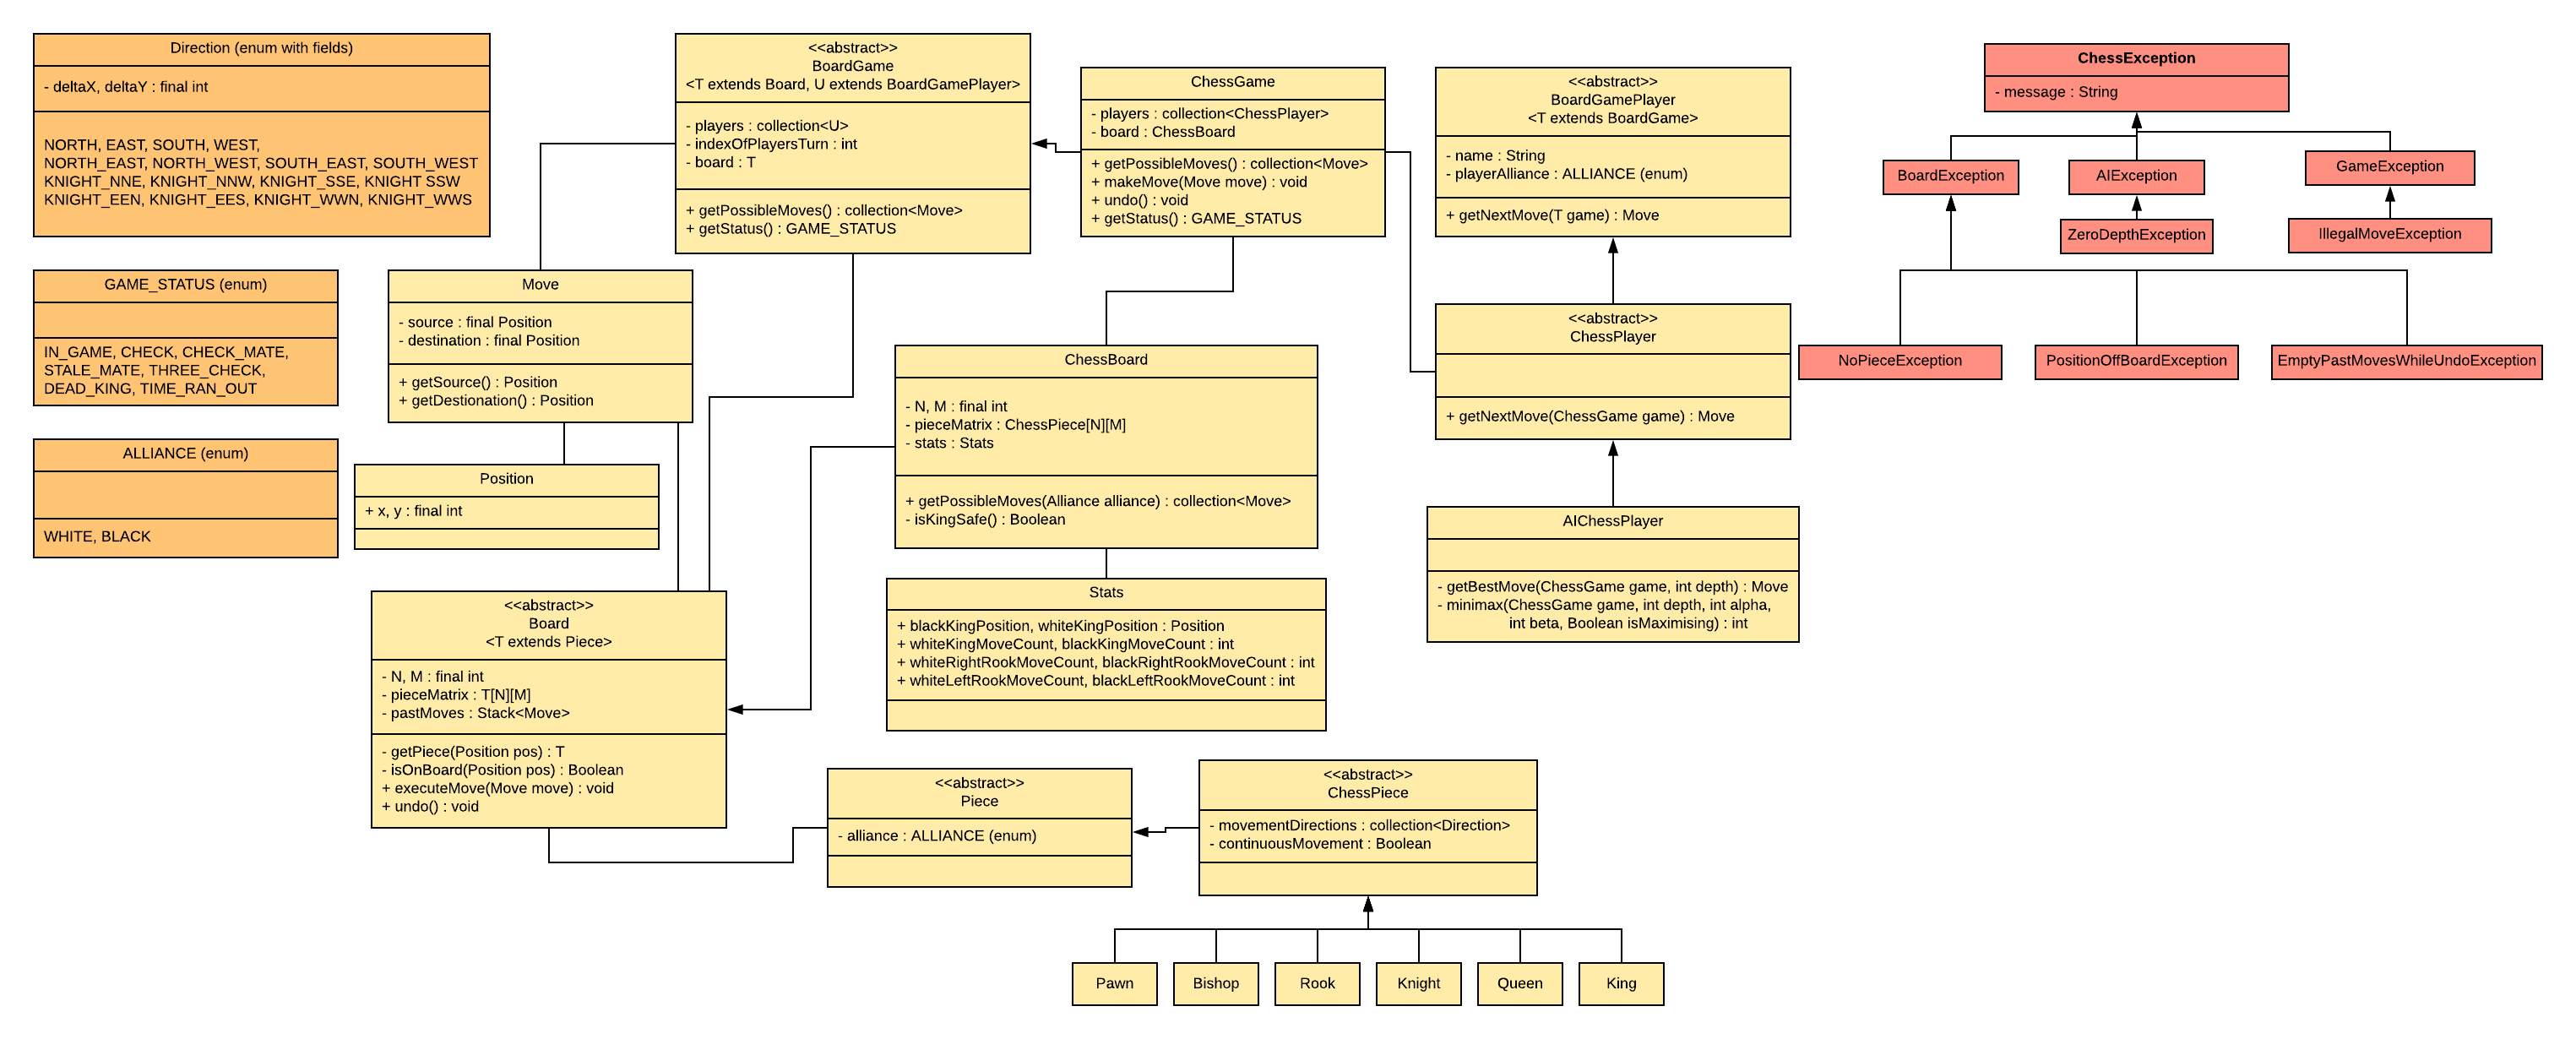 Direction (enum with fields)
- deltaX, deltaY : final int
NORTH, EAST, SOUTH, WEST,
NORTH_EAST, NORTH_WEST, SOUTH_EAST, SOUTH_WEST
KNIGHT_NNE, KNIGHT_NNW, KNIGHT_SSE, KNIGHT SSW
KNIGHT_EEN, KNIGHT_EES, KNIGHT_WWN, KNIGHT_WWS
GAME_STATUS (enum)
IN_GAME, CHECK, CHECK_MATE,
STALE_MATE, THREE_CHECK,
DEAD_KING, TIME_RAN_OUT
ALLIANCE (enum)
WHITE, BLACK
<<abstract>>
BoardGame
<T extends Board, U extends BoardGamePlayer>
- players : collection<U>
- indexOfPlayersTurn : int
- board : T
+ getPossibleMoves() : collection<Move>
+ getStatus() : GAME_STATUS
Move
- source : final Position
- destination : final Position
+ getSource() : Position
+ getDestionation() : Position
Position
+ x, y : final int
<<abstract>>
Board
<T extends Piece>
- N, M : final int
- pieceMatrix : T[N][M]
- pastMoves : Stack<Move>
- getPiece(Position pos) : T
- isOnBoard(Position pos) : Boolean
+ executeMove(Move move) : void
+ undo() : void
ChessGame
- players : collection<ChessPlayer>
- board : ChessBoard
+ getPossibleMoves() : collection<Move>
+ makeMove(Move move) : void
+ undo() : void
+ getStatus() : GAME_STATUS
ChessBoard
- N, M : final int
- pieceMatrix : ChessPiece[N][M]
- stats : Stats
+ getPossibleMoves(Alliance alliance) : collection<Move>
- isKingSafe() : Boolean
Stats
+ blackKingPosition, whiteKingPosition : Position
+ whiteKingMoveCount, blackKingMoveCount : int
+ whiteRightRookMoveCount, blackRightRookMoveCount : int
+ whiteLeftRookMoveCount, blackLeftRookMoveCount : int
<<abstract>>
Piece
- alliance : ALLIANCE (enum)
<<abstract>>
ChessPiece
- movementDirections : collection<Direction>
- continuousMovement : Boolean
Pawn
Bishop
Rook
Knight
Queen
King
<<abstract>>
BoardGamePlayer
<T extends BoardGame>
- name : String
- playerAlliance : ALLIANCE (enum)
+ getNextMove(T game) : Move
<<abstract>>
ChessPlayer
+ getNextMove(ChessGame game) : Move
AIChessPlayer
- getBestMove(ChessGame game, int depth) : Move
- minimax(ChessGame game, int depth, int alpha,
int beta, Boolean isMaximising) : int
ChessException
- message : String
BoardException
AIException
GameException
ZeroDepthException
IllegalMoveException
NoPieceException
PositionOffBoardException
EmptyPastMovesWhileUndoException